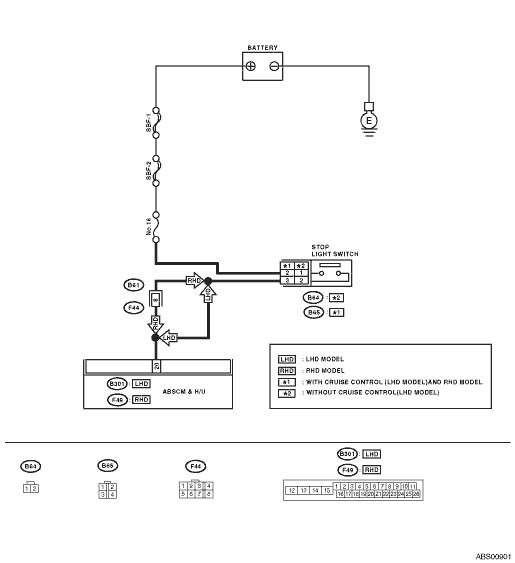 BATTERY
E
SBF-1
SBF-2
No.18
STOP
LIGHT SWITCH
*1 *2
2 1
3 2
B61
RHD
LHD
8
F44
B64 : *2
B65 : *1
RHD
LHD
20
B301 : LHD
ABSCM & H/U
F49 : RHD
LHD : LHD MODEL
RHD : RHD MODEL
*1 : WITH CRUISE CONTROL (LHD MODEL)AND RHD MODEL
*2 : WITHOUT CRUISE CONTROL(LHD MODEL)
B64
B65
F44
B301 : LHD
F49 : RHD
1 2
1 2
3 4
1 2 3 4
5 6 7 8
12 13 14 15
1 2 3 4 5 6 7 8 9 10 11
16 17 18 19 20 21 22 23 24 25 26
ABS00901